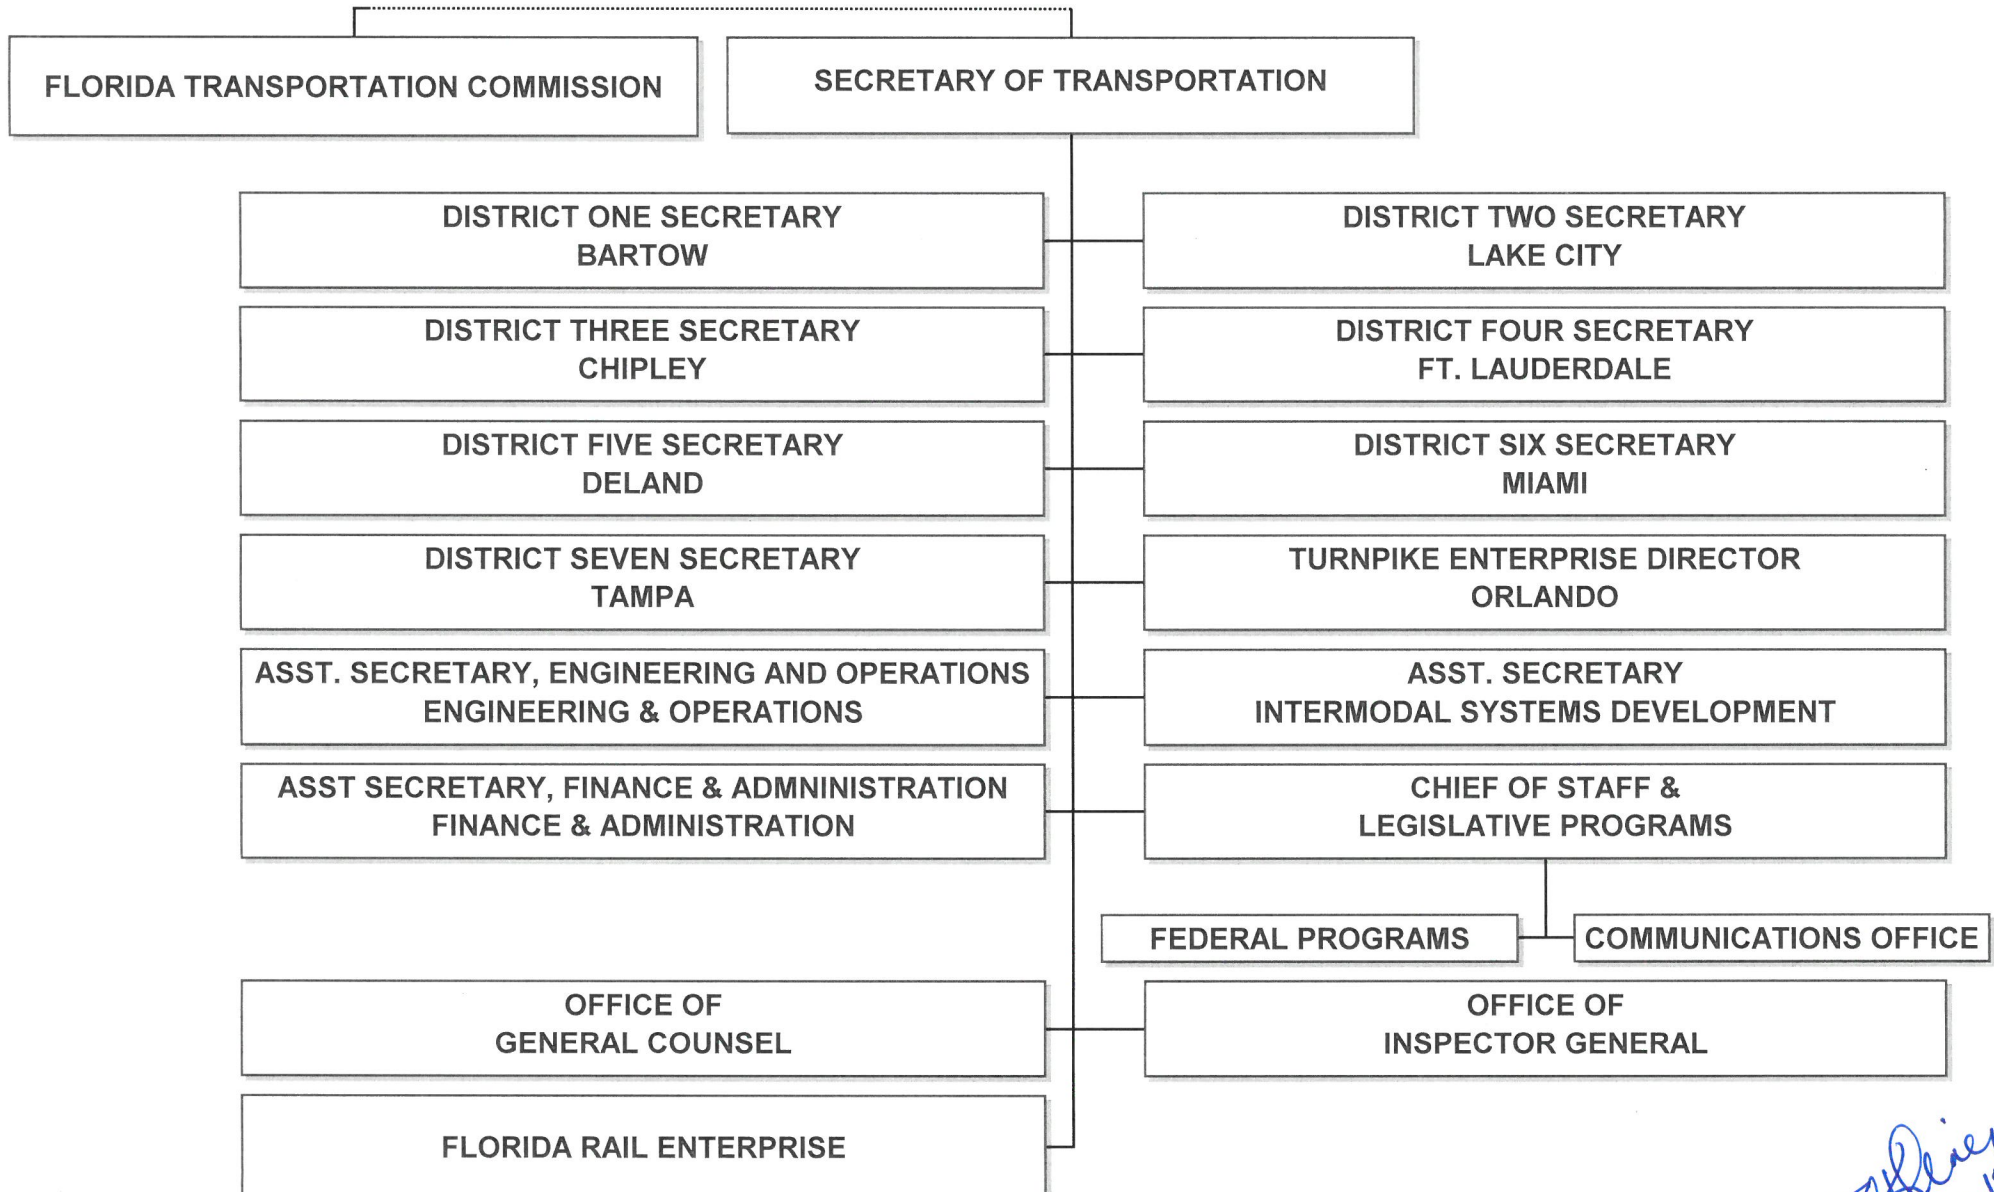 FLORIDA TRANSPORTATION COMMISSION
SECRETARY OF TRANSPORTATION
DISTRICT ONE SECRETARY
BARTOW
DISTRICT TWO SECRETARY
LAKE CITY
DISTRICT THREE SECRETARY
CHIPLEY
DISTRICT FOUR SECRETARY
FT. LAUDERDALE
DISTRICT FIVE SECRETARY
DELAND
DISTRICT SIX SECRETARY
MIAMI
DISTRICT SEVEN SECRETARY
TAMPA
TURNPIKE ENTERPRISE DIRECTOR
ORLANDO
ASST. SECRETARY, ENGINEERING AND OPERATIONS
ENGINEERING & OPERATIONS
ASST. SECRETARY
INTERMODAL SYSTEMS DEVELOPMENT
ASST SECRETARY, FINANCE & ADMNINISTRATION
FINANCE & ADMINISTRATION
CHIEF OF STAFF &
LEGISLATIVE PROGRAMS
FEDERAL PROGRAMS
COMMUNICATIONS OFFICE
OFFICE OF
GENERAL COUNSEL
OFFICE OF
INSPECTOR GENERAL
FLORIDA RAIL ENTERPRISE